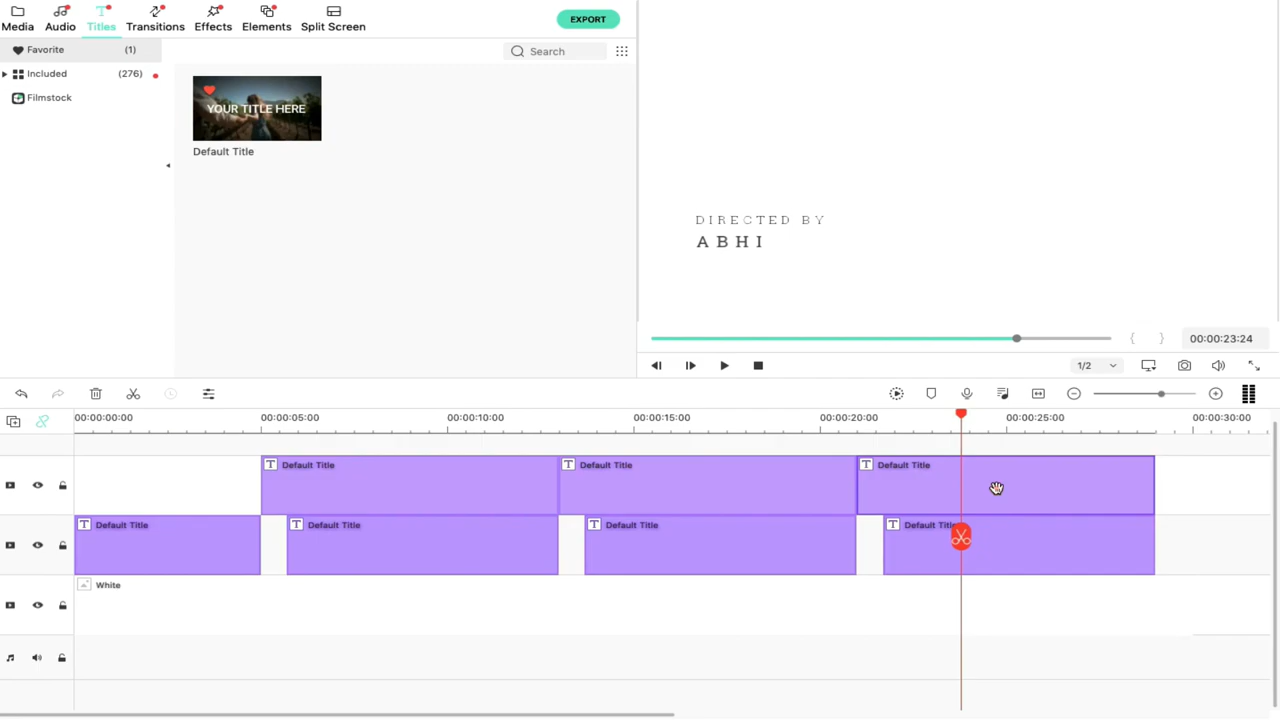 Media Audio Titles Transitions Effects Elements Split Screen
EXPORT
Favorite (1)
Search
Included (276)
Filmstock
YOUR TITLE HERE
Default Title
DIRECTED BY
ABHI
{ } 00:00:23:24
1/2
00:00:00:00 00:00:05:00 00:00:10:00 00:00:15:00 00:00:20:00 00:00:25:00 00:00:30:00
T Default Title T Default Title T Default Title
T Default Title T Default Title T Default Title T Default Title
White